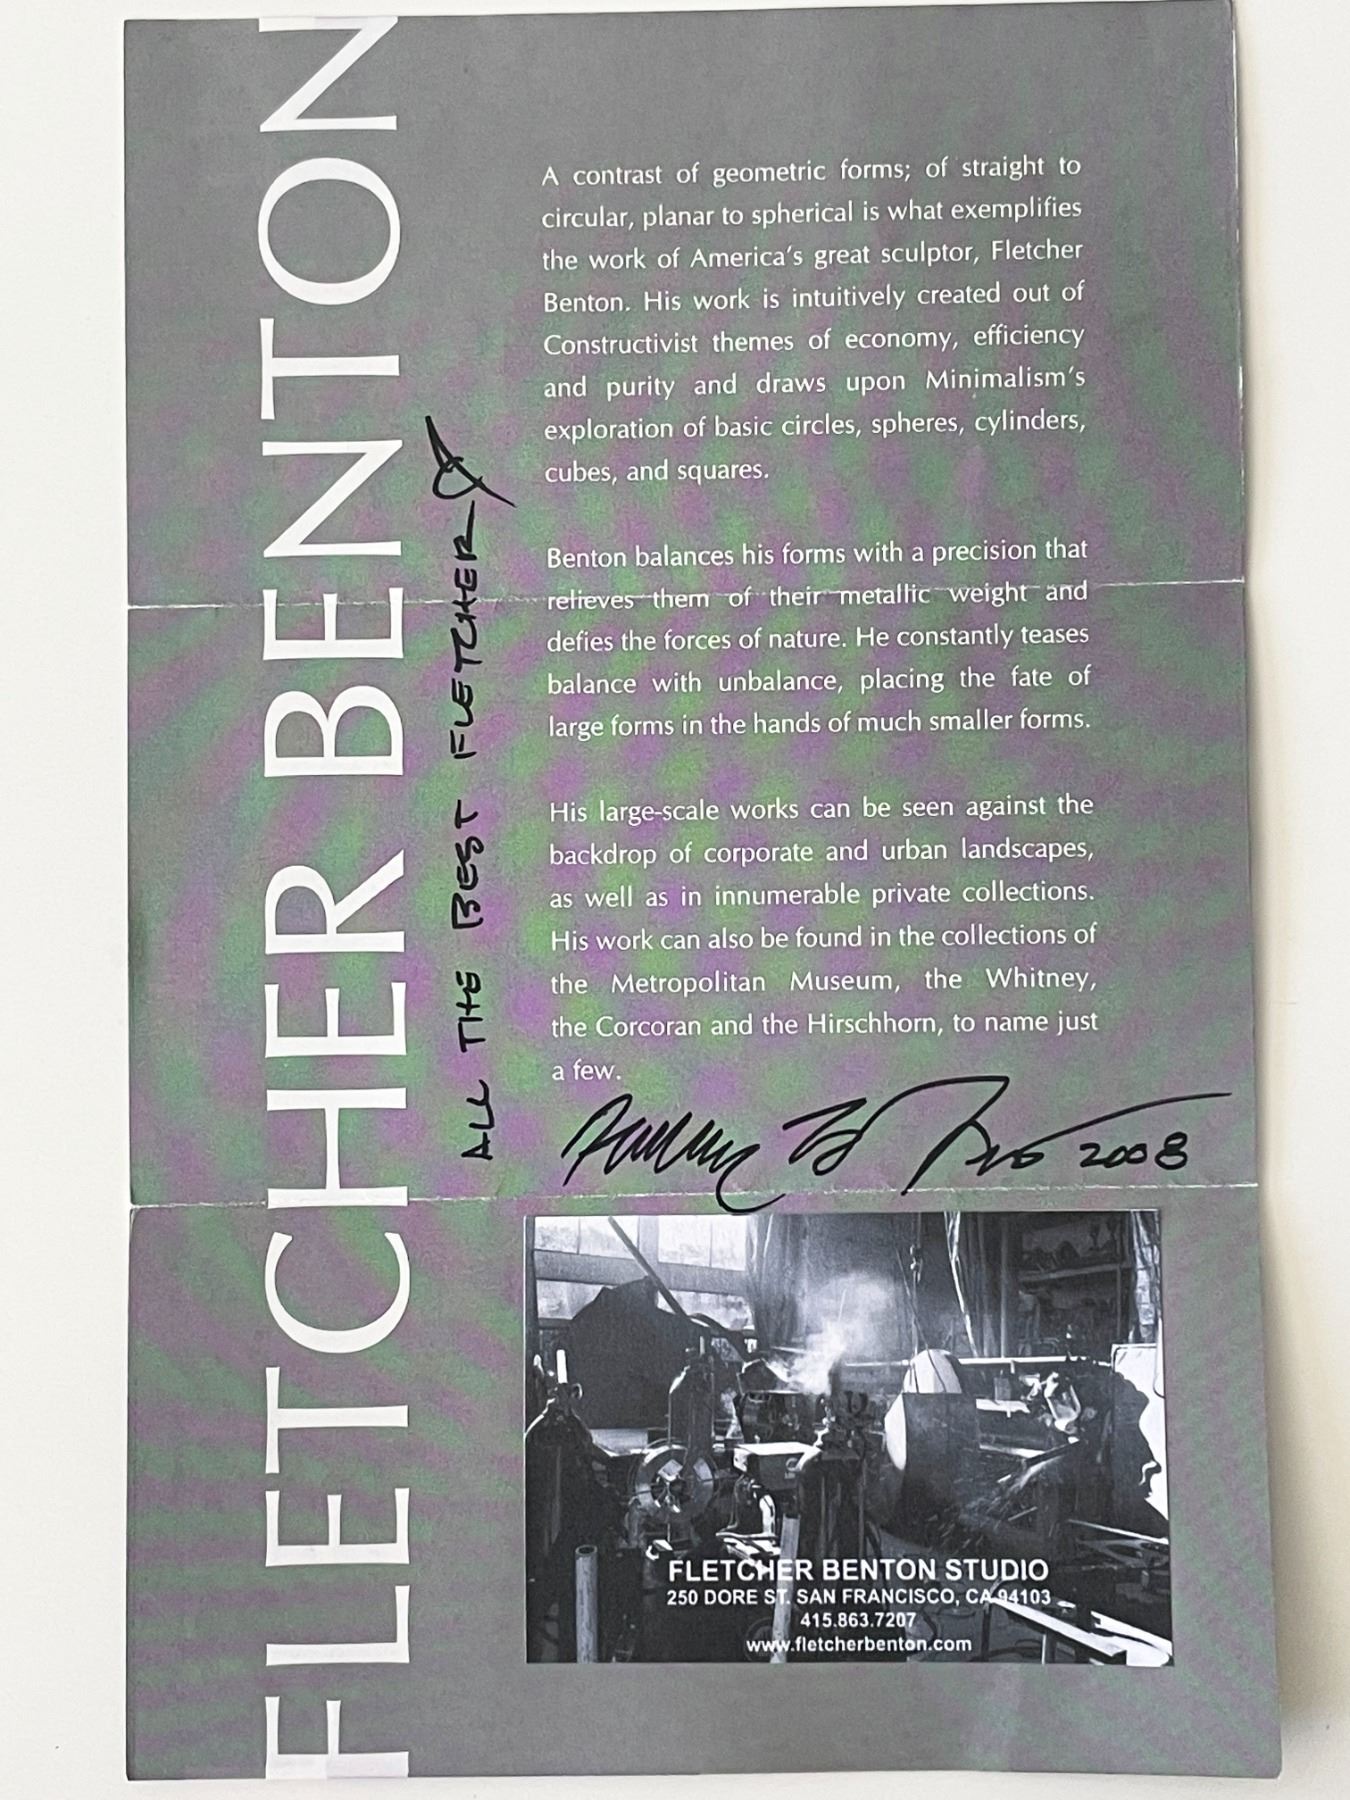 FLETCHER BENTON
ALL THE BEST FLETCHER
A contrast of geometric forms; of straight to
circular, planar to spherical is what exemplifies
the work of America's great sculptor, Fletcher
Benton. His work is intuitively created out of
Constructivist themes of economy, efficiency
and purity and draws upon Minimalism's
exploration of basic circles, spheres, cylinders,
cubes, and squares.
Benton balances his forms with a precision that
relieves them of their metallic weight and
defies the forces of nature. He constantly teases
balance with unbalance, placing the fate of
large forms in the hands of much smaller forms.
His large-scale works can be seen against the
backdrop of corporate and urban landscapes,
as well as in innumerable private collections.
His work can also be found in the collections of
the Metropolitan Museum, the Whitney,
the Corcoran and the Hirschhorn, to name just
a few.
2008
FLETCHER BENTON STUDIO
250 DORE ST. SAN FRANCISCO, CA 94103
415.863.7207
www.fletcherbenton.com